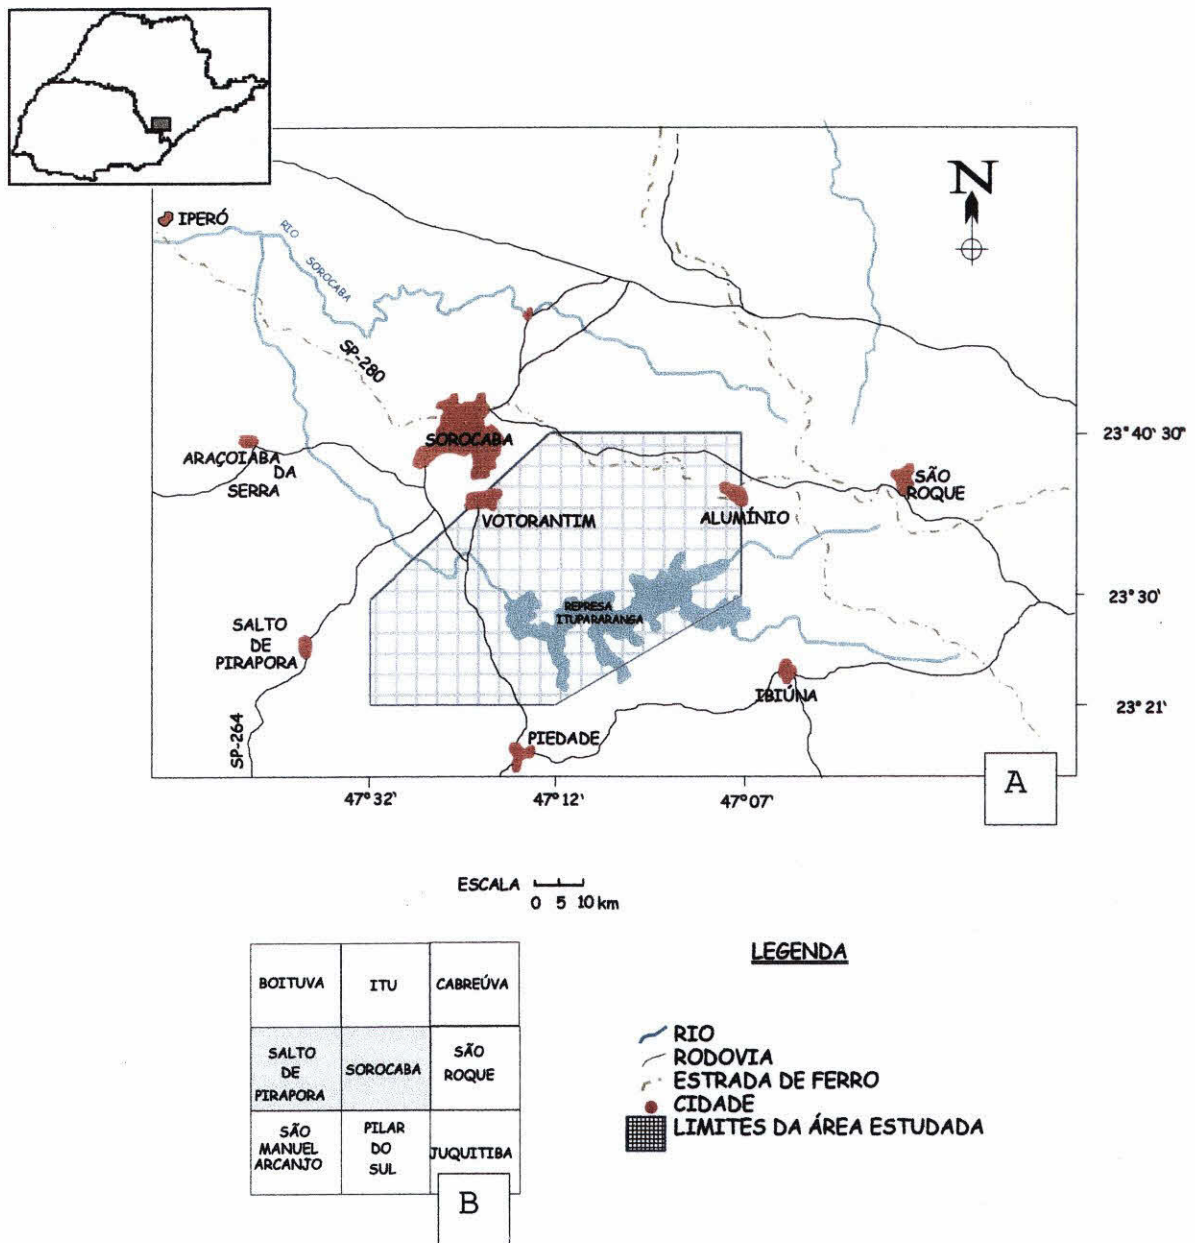 N
IPERÓ
RIO
SOROCABA
SP-280
SOROCABA
23° 40' 30"
ARAÇOIABA
DA
SERRA
SÃO
ROQUE
VOTORANTIM
ALUMÍNIO
REPRESA
ITUPARARANGA
23° 30'
SALTO
DE
PIRAPORA
IBIÚNA
23° 21'
SP-264
PIEDADE
A
47° 32'
47° 12'
47° 07'
ESCALA
0 5 10 km
BOITUVA
ITU
CABREÚVA
SALTO
DE
PIRAPORA
SOROCABA
SÃO
ROQUE
SÃO
MANUEL
ARCANJO
PILAR
DO
SUL
JUQUITIBA
B
LEGENDA
RIO
RODOVIA
ESTRADA DE FERRO
CIDADE
LIMITES DA ÁREA ESTUDADA